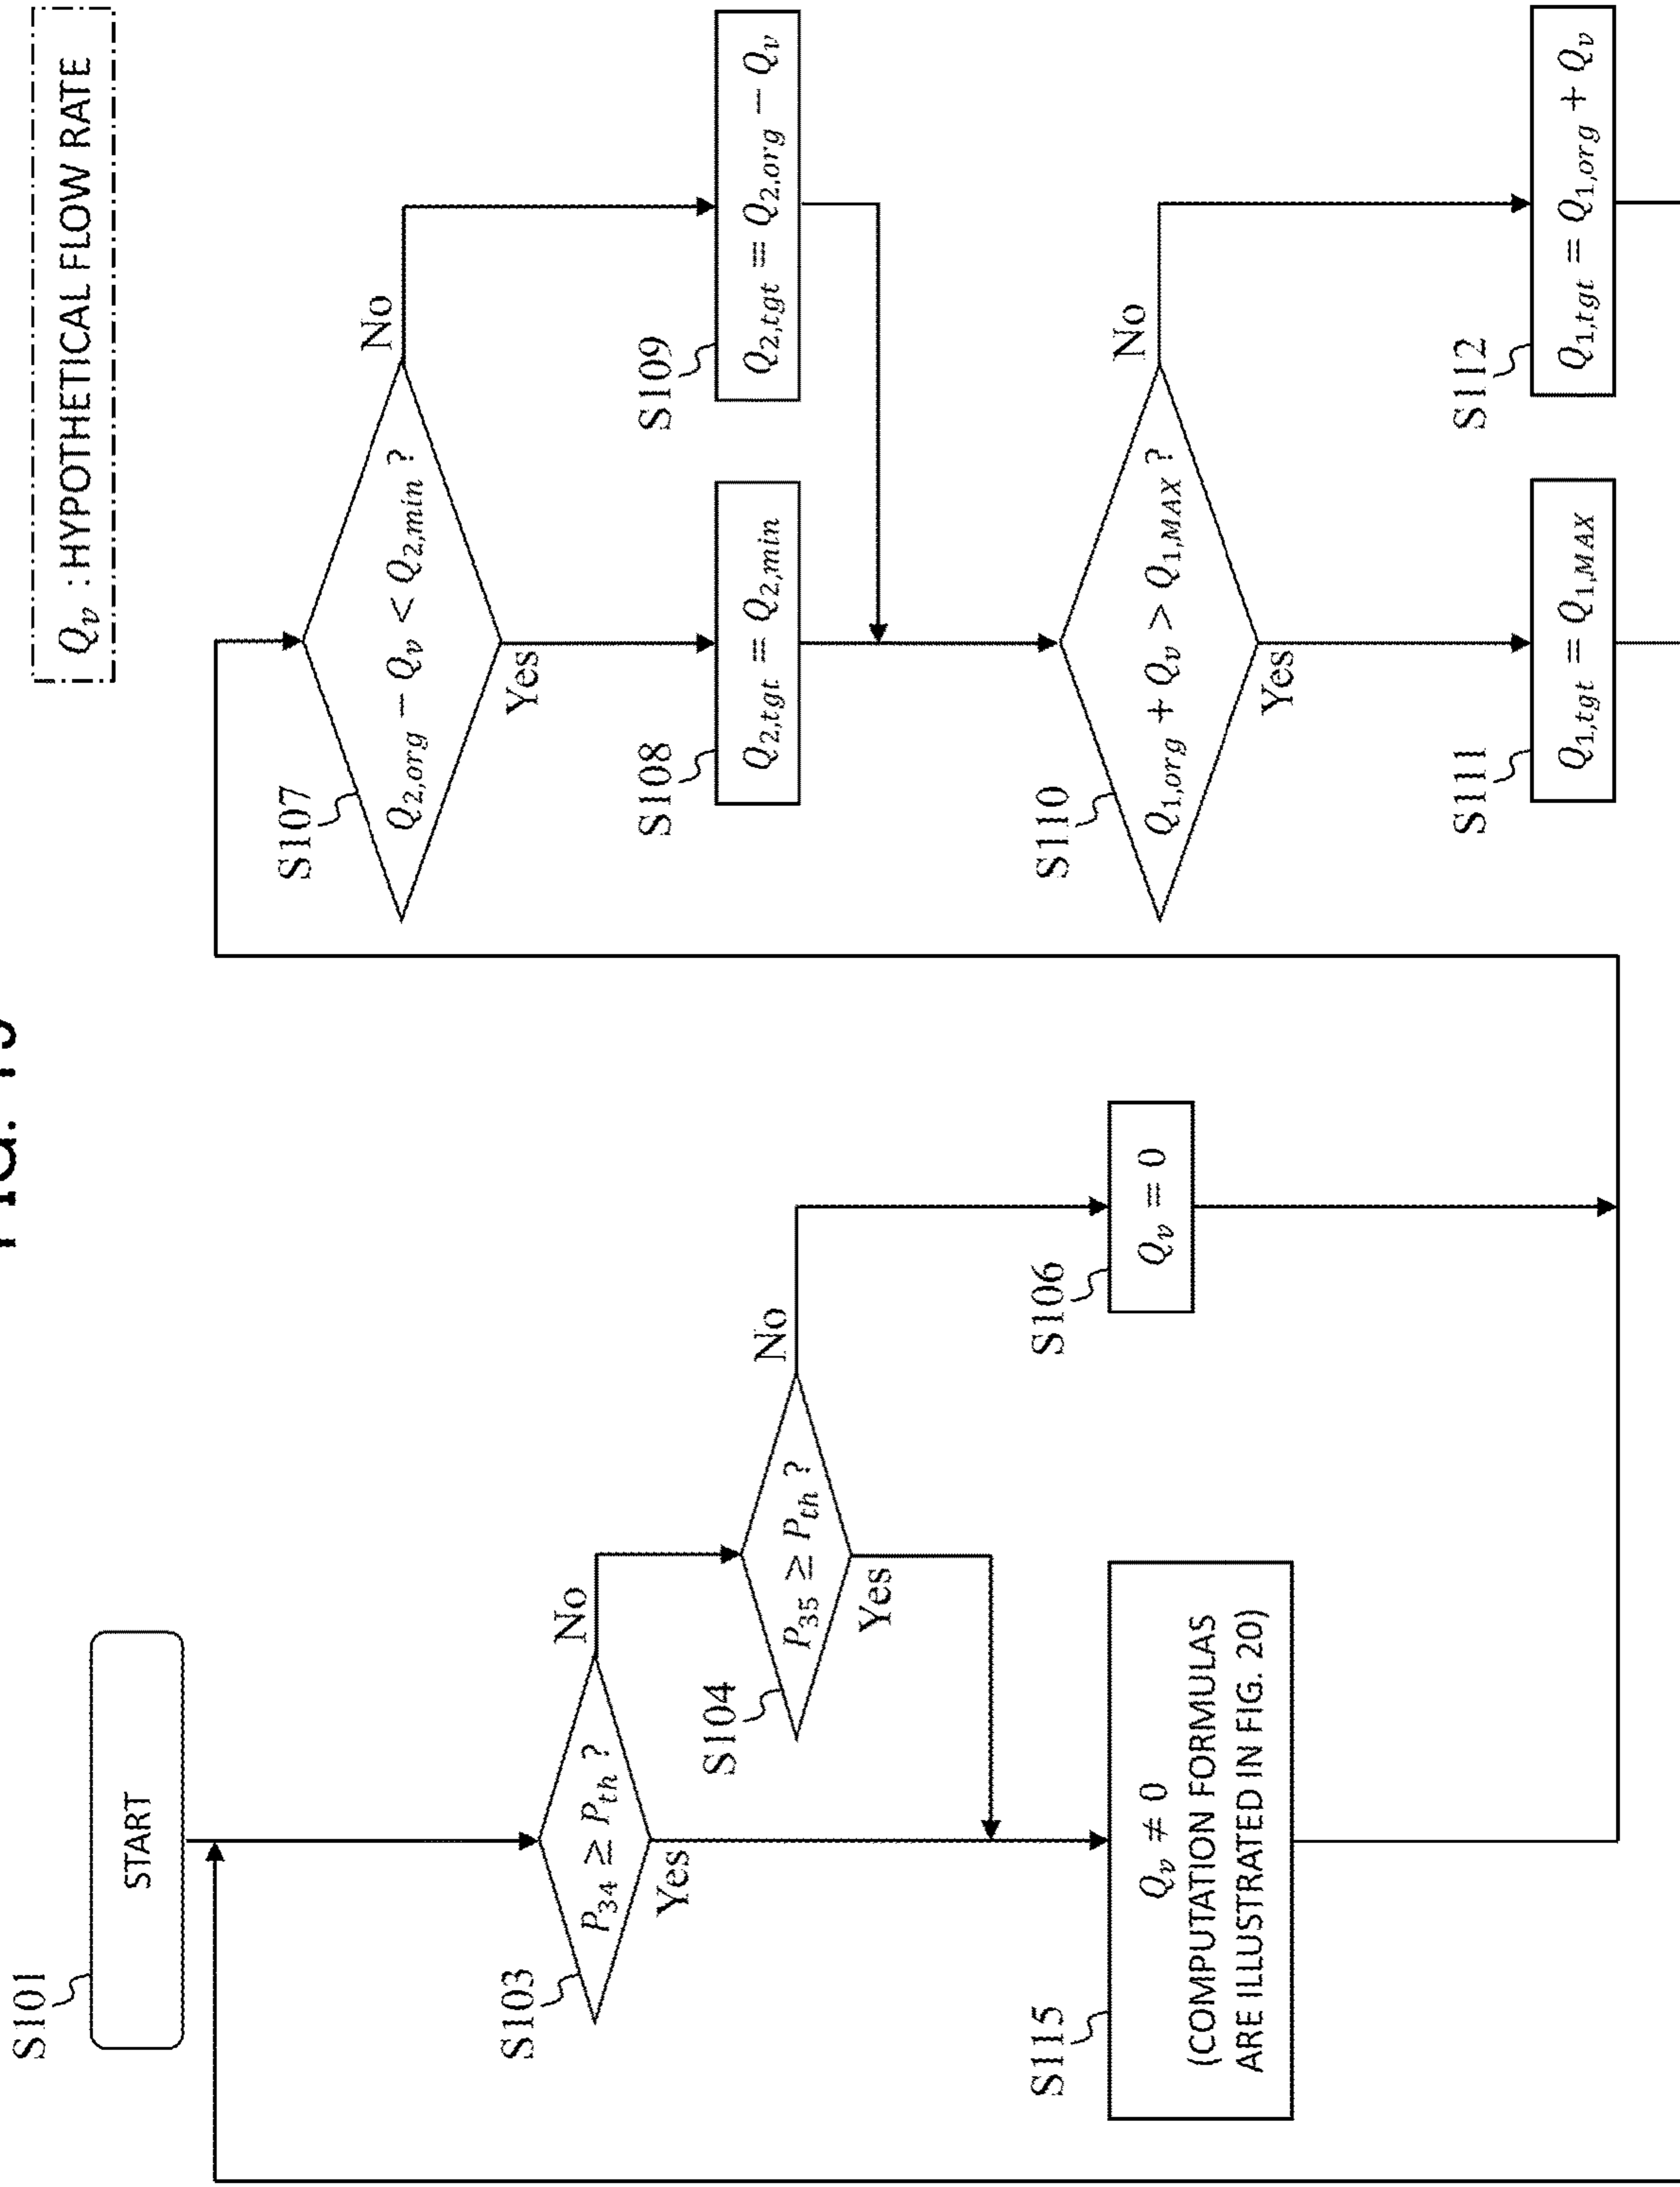 FIG. 19
Q_v : HYPOTHETICAL FLOW RATE
S101
START
S103
P_34 ≥ P_th ?
No
Yes
S104
P_35 ≥ P_th ?
No
Yes
S115
Q_v ≠ 0
(COMPUTATION FORMULAS
ARE ILLUSTRATED IN FIG. 20)
S106
Q_v = 0
S107
Q_2,org − Q_v < Q_2,min ?
No
Yes
S108
Q_2,tgt = Q_2,min
S109
Q_2,tgt = Q_2,org − Q_v
S110
Q_1,org + Q_v > Q_1,MAX ?
No
Yes
S111
Q_1,tgt = Q_1,MAX
S112
Q_1,tgt = Q_1,org + Q_v